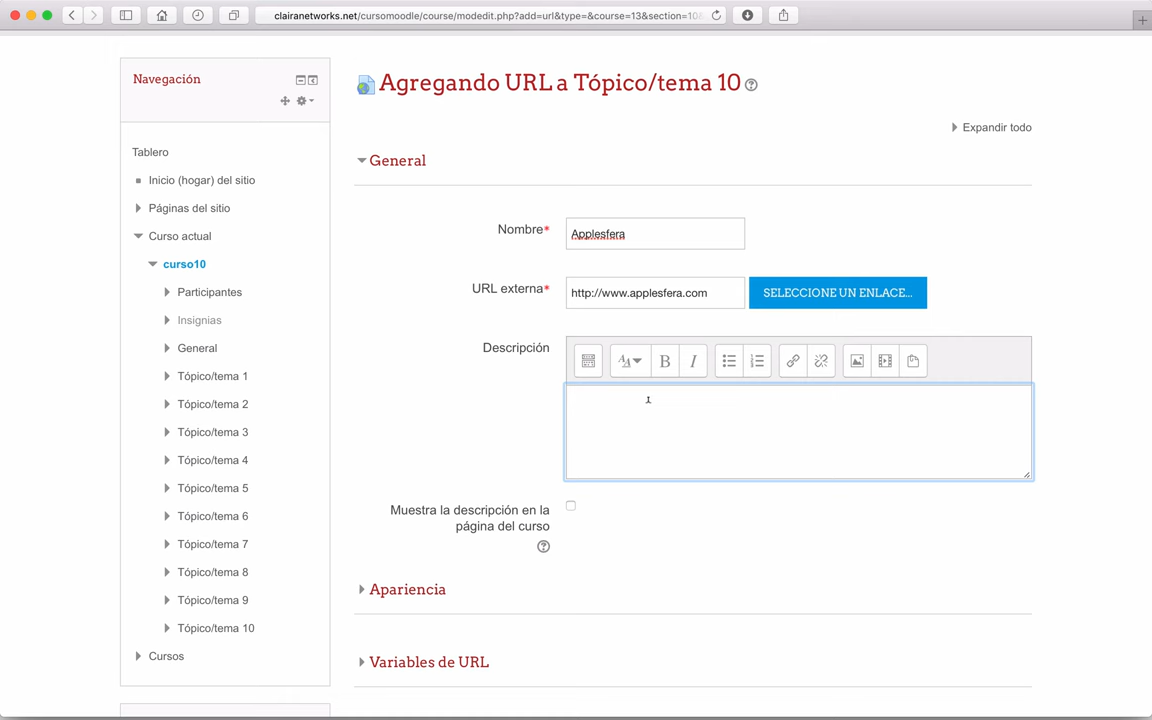 clairanetworks.net/cursomoodle/course/modedit.php?add=url&type=&course=13&section=10&
Navegación
Tablero
Inicio (hogar) del sitio
Páginas del sitio
Curso actual
curso10
Participantes
Insignias
General
Tópico/tema 1
Tópico/tema 2
Tópico/tema 3
Tópico/tema 4
Tópico/tema 5
Tópico/tema 6
Tópico/tema 7
Tópico/tema 8
Tópico/tema 9
Tópico/tema 10
Cursos
Agregando URL a Tópico/tema 10
Expandir todo
General
Nombre*
Applesfera
URL externa*
http://www.applesfera.com
SELECCIONE UN ENLACE...
Descripción
Muestra la descripción en la
página del curso
Apariencia
Variables de URL